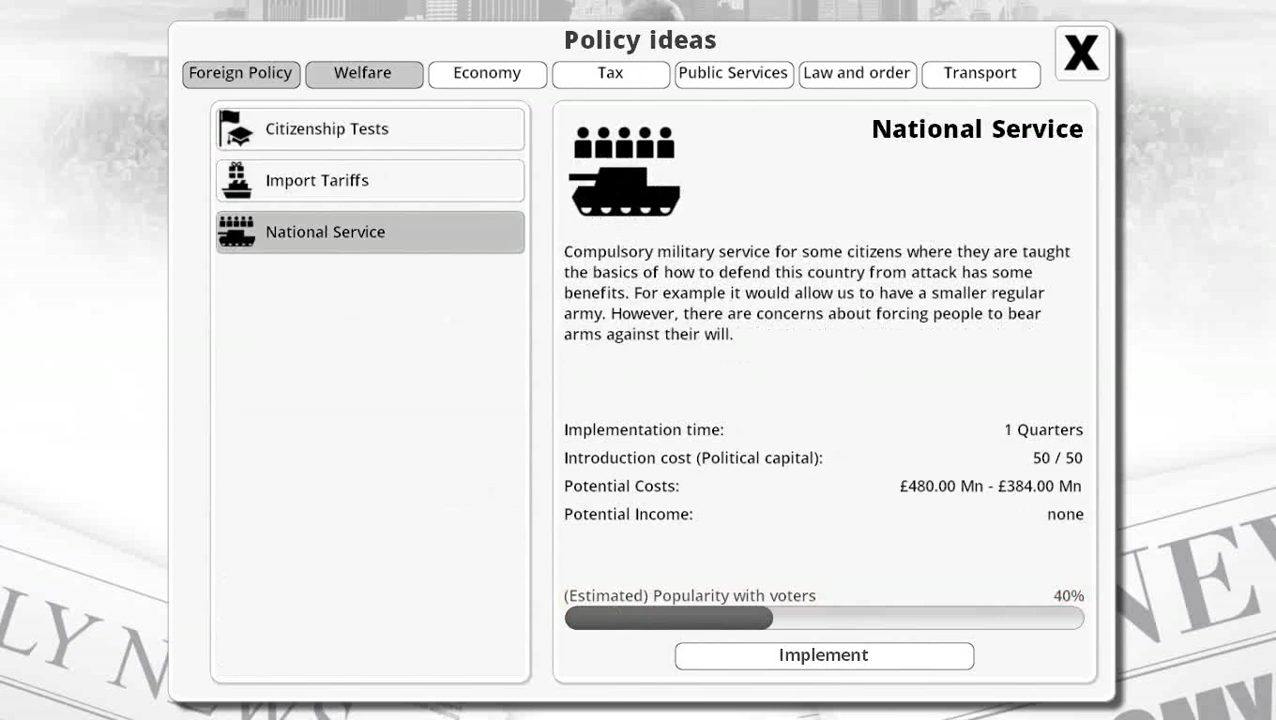 Policy ideas
X
Foreign Policy
Welfare
Economy
Tax
Public Services
Law and order
Transport
Citizenship Tests
Import Tariffs
National Service
National Service
Compulsory military service for some citizens where they are taught
the basics of how to defend this country from attack has some
benefits. For example it would allow us to have a smaller regular
army. However, there are concerns about forcing people to bear
arms against their will.
Implementation time: 1 Quarters
Introduction cost (Political capital): 50 / 50
Potential Costs: £480.00 Mn - £384.00 Mn
Potential Income: none
(Estimated) Popularity with voters 40%
Implement
LY NEWS
NEW